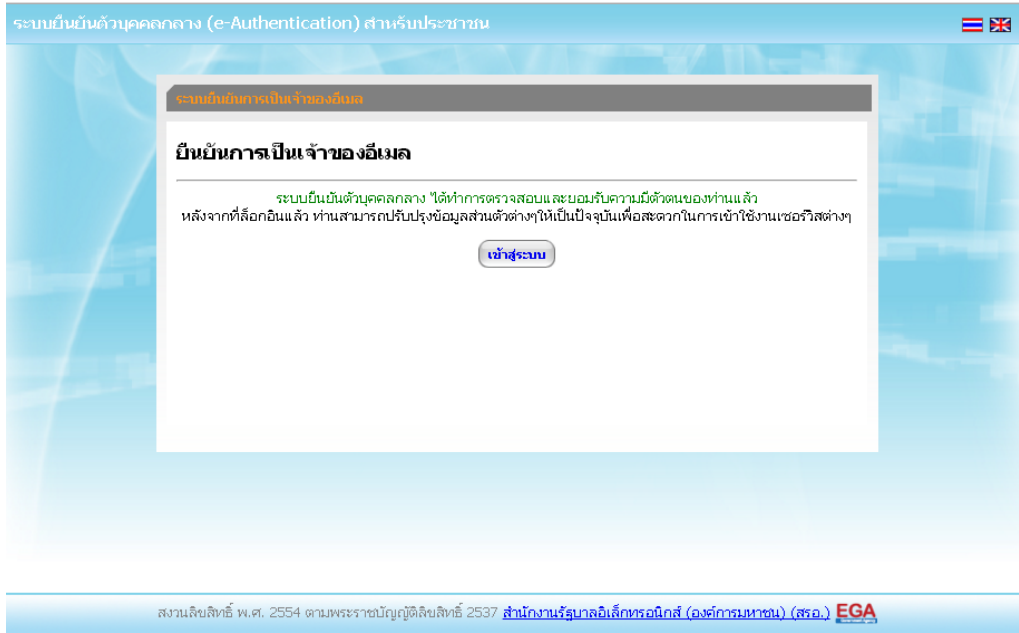 ระบบยืนยันตัวบุคคลกลาง (e-Authentication) สำหรับประชาชน
ระบบยืนยันการเป็นเจ้าของอีเมล
ยืนยันการเป็นเจ้าของอีเมล
ระบบยืนยันตัวบุคคลกลาง ได้ทำการตรวจสอบและยอมรับความมีตัวตนของท่านแล้ว
หลังจากที่ล็อกอินแล้ว ท่านสามารถปรับปรุงข้อมูลส่วนตัวต่างๆให้เป็นปัจจุบันเพื่อสะดวกในการเข้าใช้งานเซอร์วิสต่างๆ
เข้าสู่ระบบ
สงวนลิขสิทธิ์ พ.ศ. 2554 ตามพระราชบัญญัติลิขสิทธิ์ 2537 สำนักงานรัฐบาลอิเล็กทรอนิกส์ (องค์การมหาชน) (สรอ.) EGA